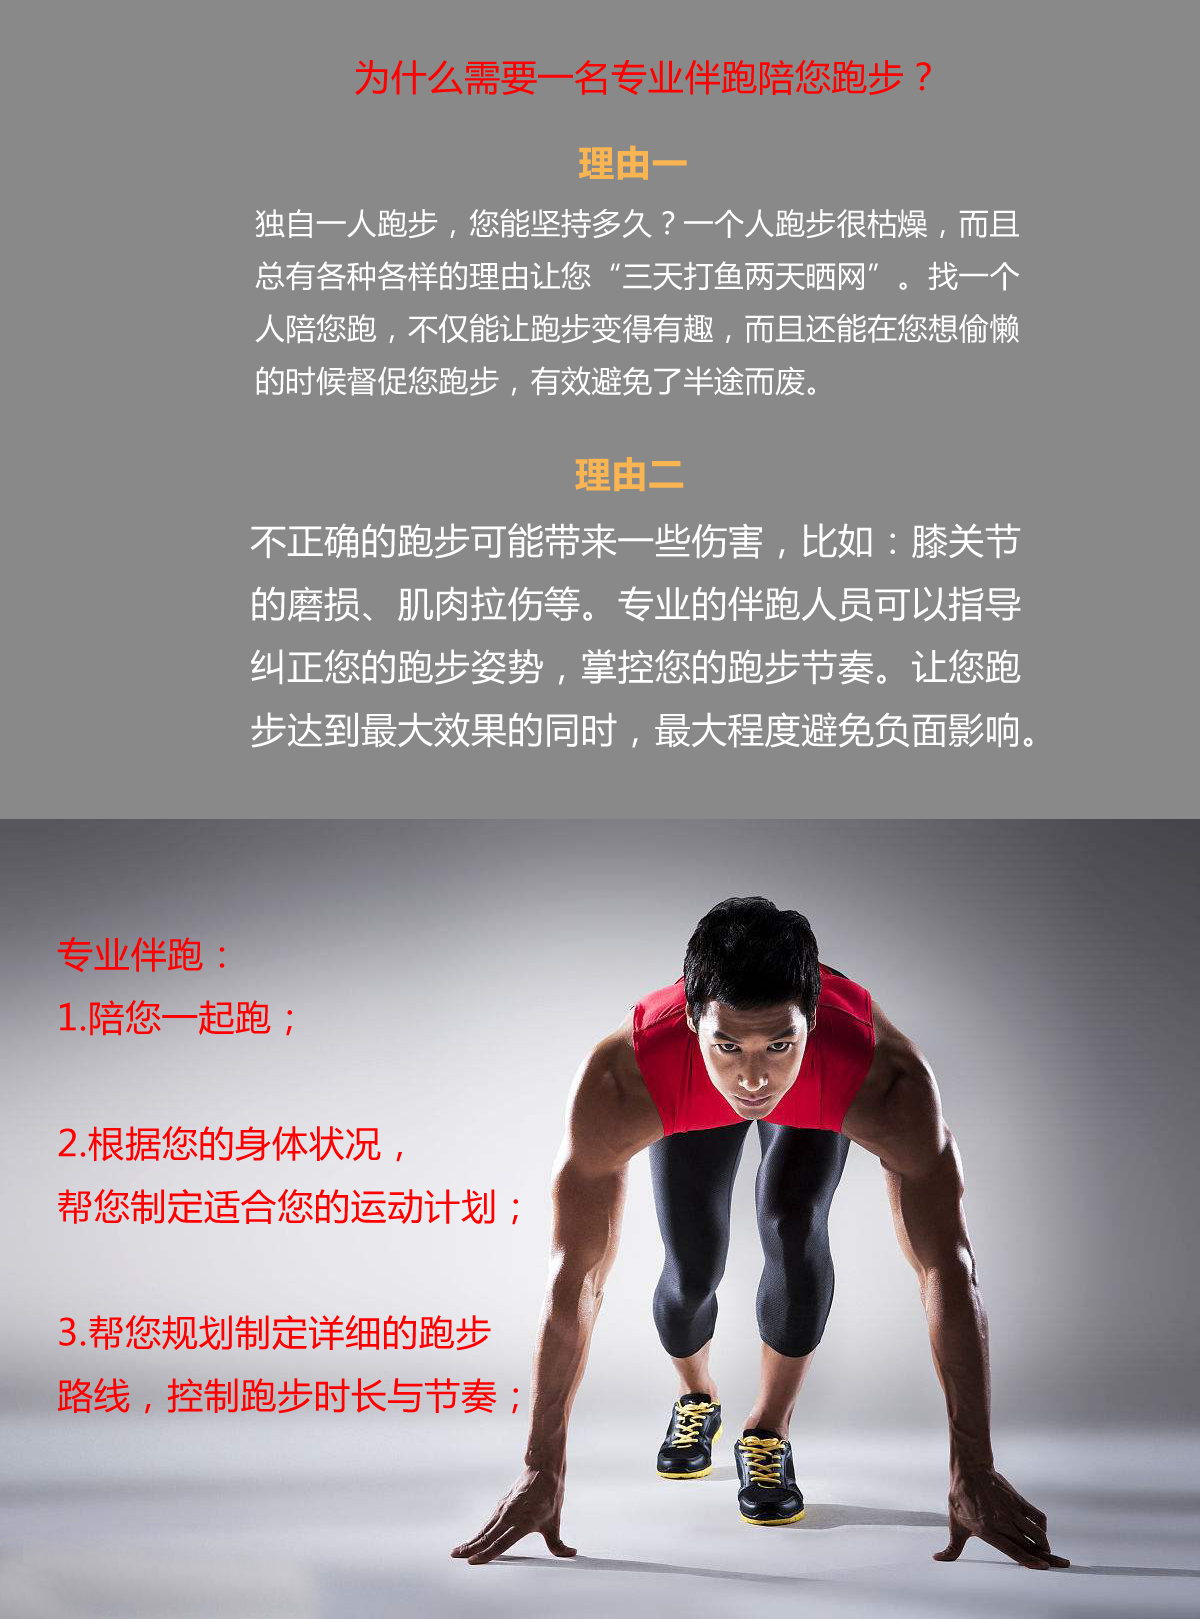 为什么需要一名专业伴跑陪您跑步？
理由一
独自一人跑步，您能坚持多久？一个人跑步很枯燥，而且
总有各种各样的理由让您“三天打鱼两天晒网”。找一个
人陪您跑，不仅能让跑步变得有趣，而且还能在您想偷懒
的时候督促您跑步，有效避免了半途而废。
理由二
不正确的跑步可能带来一些伤害，比如：膝关节
的磨损、肌肉拉伤等。专业的伴跑人员可以指导
纠正您的跑步姿势，掌控您的跑步节奏。让您跑
步达到最大效果的同时，最大程度避免负面影响。
专业伴跑：
1.陪您一起跑；
2.根据您的身体状况，
帮您制定适合您的运动计划；
3.帮您规划制定详细的跑步
路线，控制跑步时长与节奏；